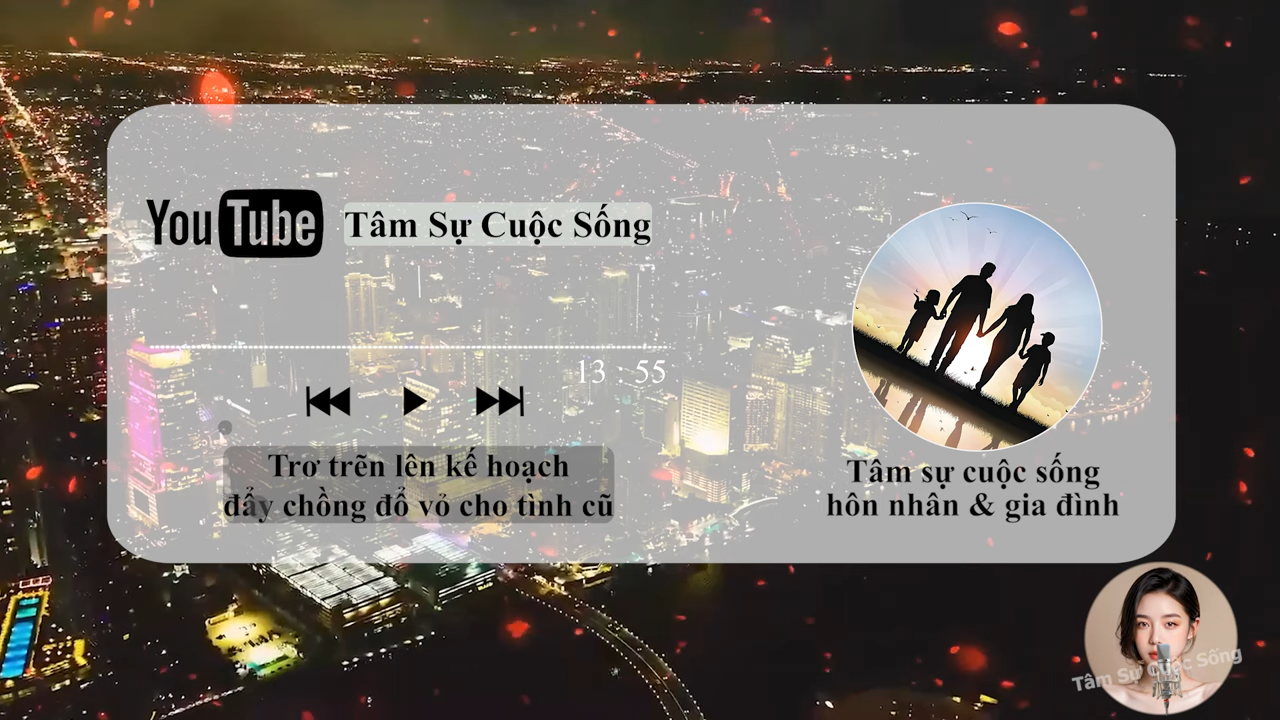 YouTube Tâm Sự Cuộc Sống
13 : 55
Trơ trẽn lên kế hoạch
đẩy chồng đổ vỏ cho tình cũ
Tâm sự cuộc sống
hôn nhân & gia đình
Tâm Sự Cuộc Sống